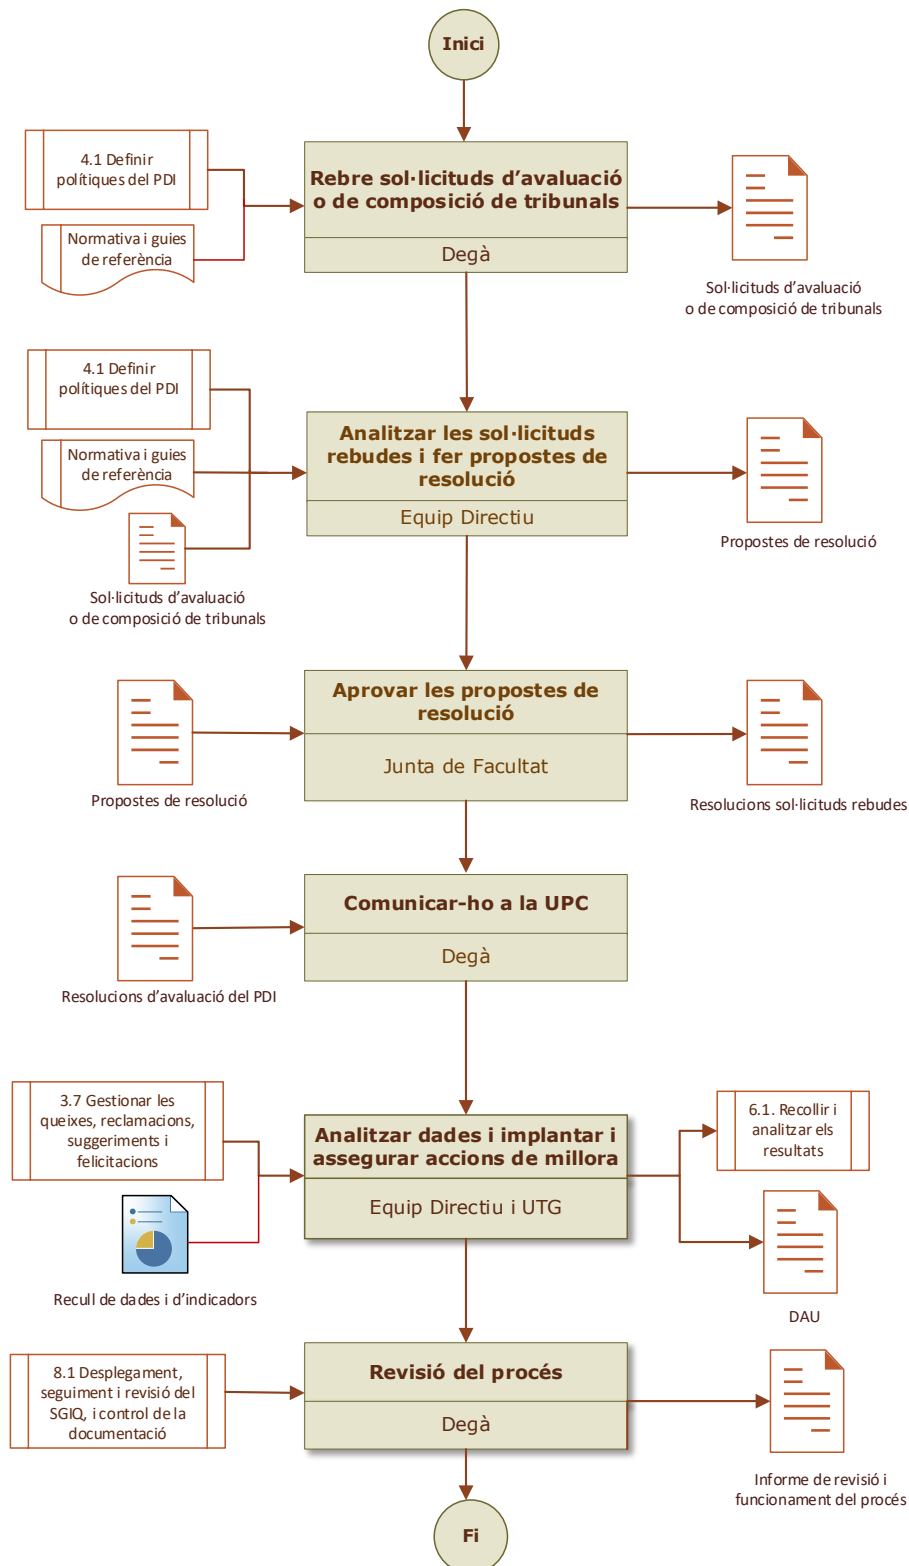 Inici
4.1 Definir
polítiques del PDI
Normativa i guies
de referència
Rebre sol·licituds d’avaluació
o de composició de tribunals
Degà
Sol·licituds d’avaluació
o de composició de tribunals
4.1 Definir
polítiques del PDI
Normativa i guies
de referència
Sol·licituds d’avaluació
o de composició de tribunals
Analitzar les sol·licituds
rebudes i fer propostes de
resolució
Equip Directiu
Propostes de resolució
Propostes de resolució
Aprovar les propostes de
resolució
Junta de Facultat
Resolucions sol·licituds rebudes
Resolucions d’avaluació del PDI
Comunicar-ho a la UPC
Degà
3.7 Gestionar les
queixes, reclamacions,
suggeriments i
felicitacions
Recull de dades i d’indicadors
Analitzar dades i implantar i
assegurar accions de millora
Equip Directiu i UTG
6.1. Recollir i
analitzar els
resultats
DAU
8.1 Desplegament,
seguiment i revisió del
SGIQ, i control de la
documentació
Revisió del procés
Degà
Informe de revisió i
funcionament del procés
Fi